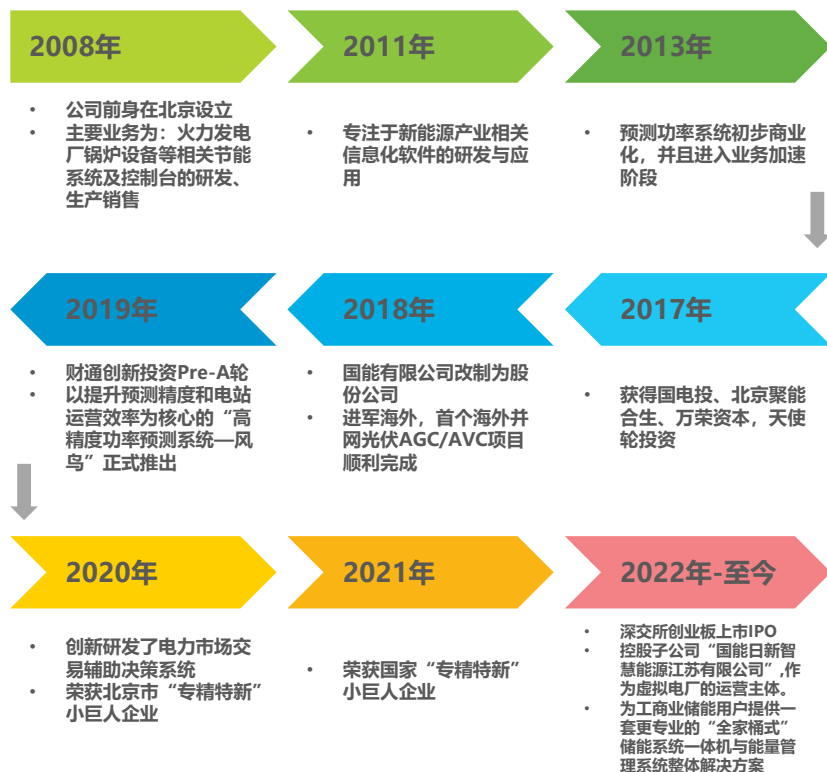 2008年
• 公司前身在北京设立
• 主要业务为：火力发电
厂锅炉设备等相关节能
系统及控制台的研发、
生产销售
2011年
• 专注于新能源产业相关
信息化软件的研发与应
用
2013年
• 预测功率系统初步商业
化，并且进入业务加速
阶段
2017年
• 获得国电投、北京聚能
合生、万荣资本，天使
轮投资
2018年
• 国能有限公司改制为股
份公司
• 进军海外，首个海外并
网光伏AGC/AVC项目
顺利完成
2019年
• 财通创新投资Pre-A轮
• 以提升预测精度和电站
运营效率为核心的“高
精度功率预测系统—风
鸟”正式推出
2020年
• 创新研发了电力市场交
易辅助决策系统
• 荣获北京市“专精特新”
小巨人企业
2021年
• 荣获国家“专精特新”
小巨人企业
2022年-至今
• 深交所创业板上市IPO
• 控股子公司“国能日新智
慧能源江苏有限公司”,作
为虚拟电厂的运营主体。
• 为工商业储能用户提供一
套更专业的“全家桶式”
储能系统一体机与能量管
理系统整体解决方案